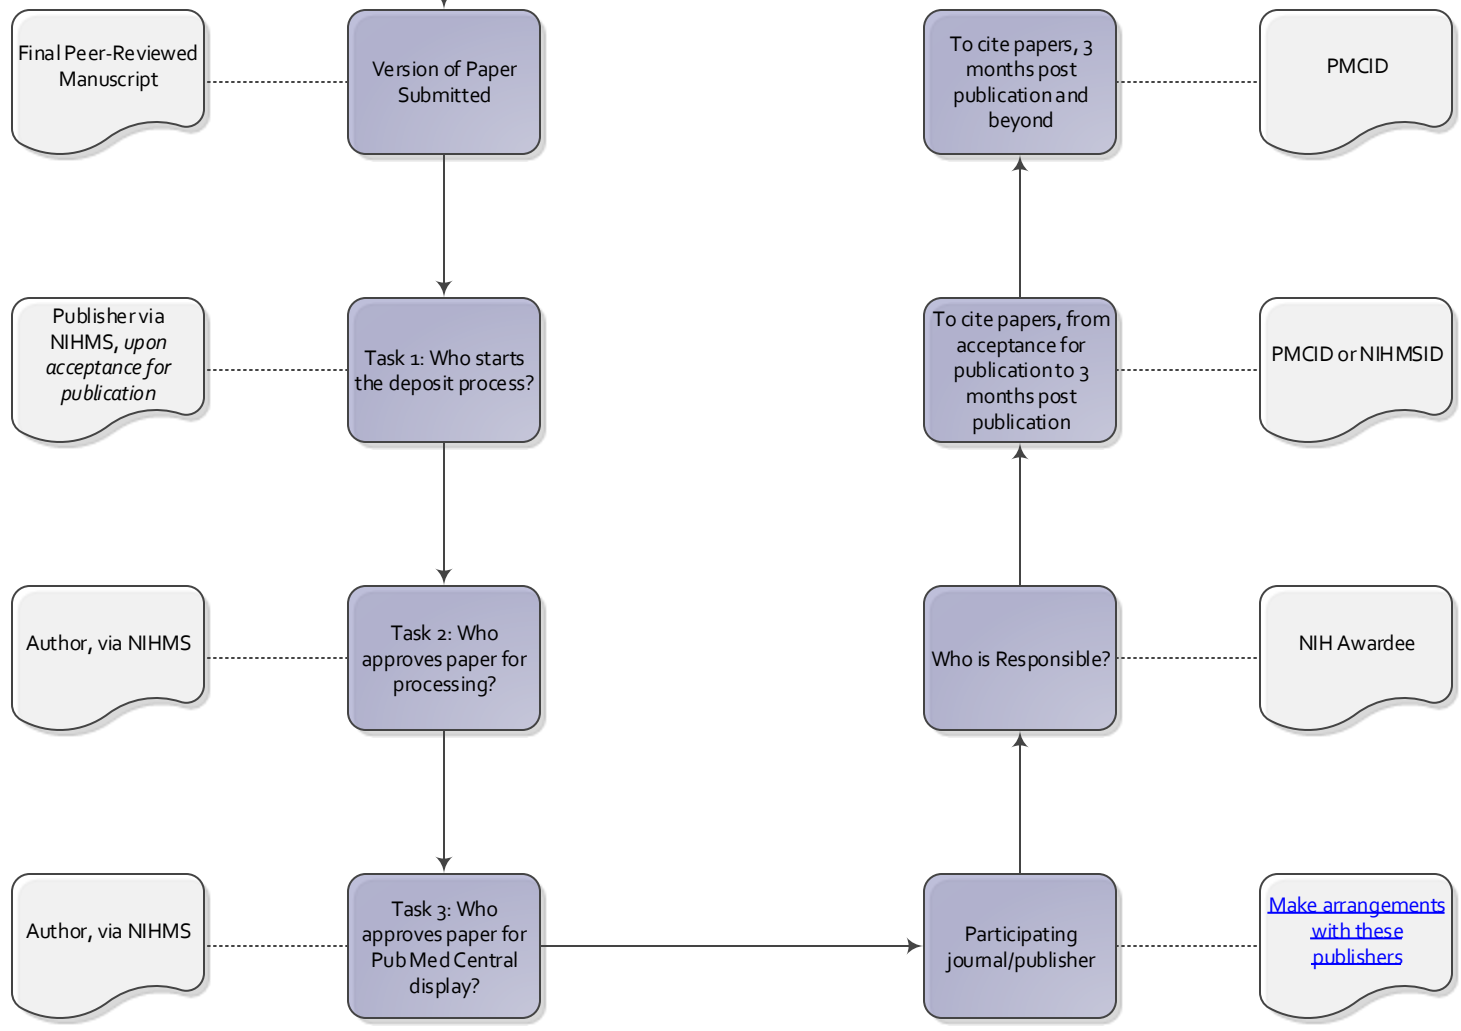 Final Peer-Reviewed
Manuscript
Version of Paper
Submitted
To cite papers, 3
months post
publication and
beyond
PMCID
Publisher via
NIHMS, upon
acceptance for
publication
Task 1: Who starts
the deposit process?
To cite papers, from
acceptance for
publication to 3
months post
publication
PMCID or NIHMSID
Author, via NIHMS
Task 2: Who
approves paper for
processing?
Who is Responsible?
NIH Awardee
Author, via NIHMS
Task 3: Who
approves paper for
PubMed Central
display?
Participating
journal/publisher
Make arrangements
with these
publishers